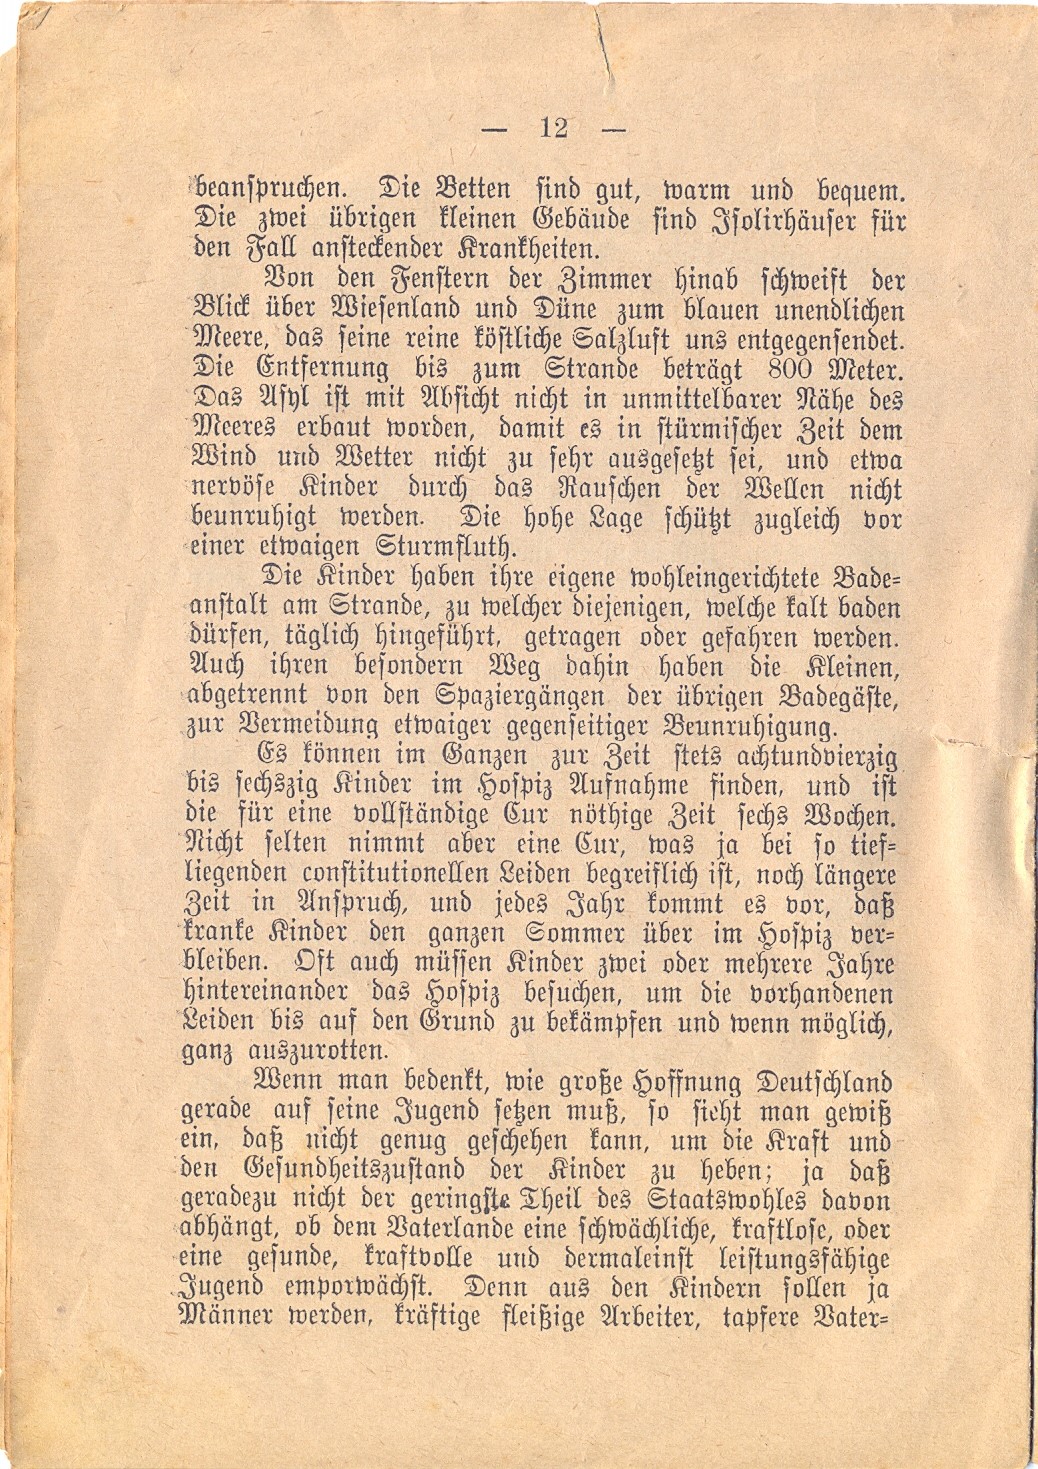 — 12 —
beanspruchen. Die Betten sind gut, warm und bequem.
Die zwei übrigen kleinen Gebäude sind Isolirhäuser für
den Fall ansteckender Krankheiten.
Von den Fenstern der Zimmer hinab schweift der
Blick über Wiesenland und Düne zum blauen unendlichen
Meere, das seine reine köstliche Salzluft uns entgegensendet.
Die Entfernung bis zum Strande beträgt 800 Meter.
Das Asyl ist mit Absicht nicht in unmittelbarer Nähe des
Meeres erbaut worden, damit es in stürmischer Zeit dem
Wind und Wetter nicht zu sehr ausgesetzt sei, und etwa
nervöse Kinder durch das Rauschen der Wellen nicht
beunruhigt werden. Die hohe Lage schützt zugleich vor
einer etwaigen Sturmfluth.
Die Kinder haben ihre eigene wohleingerichtete Bade-
anstalt am Strande, zu welcher diejenigen, welche kalt baden
dürfen, täglich hingeführt, getragen oder gefahren werden.
Auch ihren besondern Weg dahin haben die Kleinen,
abgetrennt von den Spaziergängen der übrigen Badegäste,
zur Vermeidung etwaiger gegenseitiger Beunruhigung.
Es können im Ganzen zur Zeit stets achtundvierzig
bis sechszig Kinder im Hospiz Aufnahme finden, und ist
die für eine vollständige Cur nöthige Zeit sechs Wochen.
Nicht selten nimmt aber eine Cur, was ja bei so tief-
liegenden constitutionellen Leiden begreiflich ist, noch längere
Zeit in Anspruch, und jedes Jahr kommt es vor, daß
kranke Kinder den ganzen Sommer über im Hospiz ver-
bleiben. Oft auch müssen Kinder zwei oder mehrere Jahre
hintereinander das Hospiz besuchen, um die vorhandenen
Leiden bis auf den Grund zu bekämpfen und wenn möglich,
ganz auszurotten.
Wenn man bedenkt, wie große Hoffnung Deutschland
gerade auf seine Jugend setzen muß, so sieht man gewiß
ein, daß nicht genug geschehen kann, um die Kraft und
den Gesundheitszustand der Kinder zu heben; ja daß
geradezu nicht der geringste Theil des Staatswohles davon
abhängt, ob dem Vaterlande eine schwächliche, kraftlose, oder
eine gesunde, kraftvolle und dermaleinst leistungsfähige
Jugend emporwächst. Denn aus den Kindern sollen ja
Männer werden, kräftige fleißige Arbeiter, tapfere Vater-